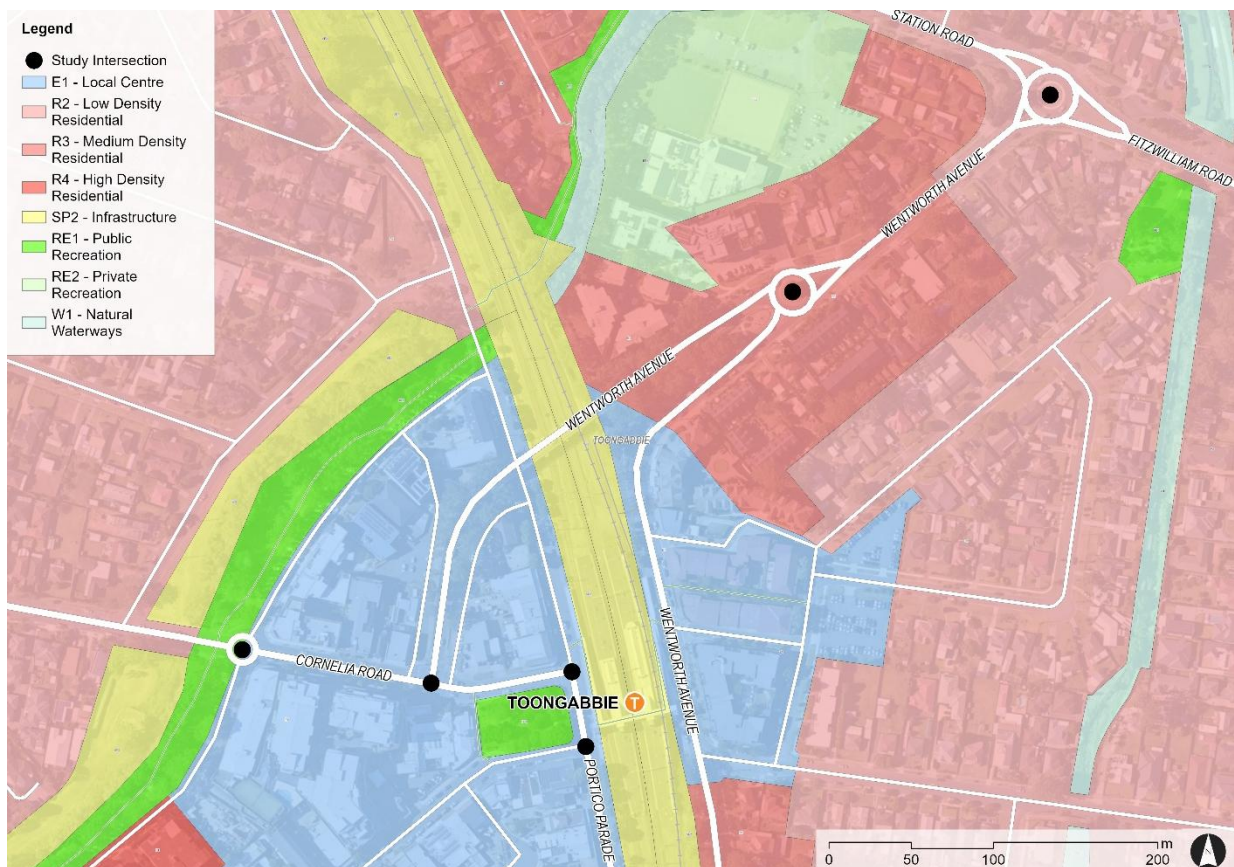 Legend
Study Intersection
E1 - Local Centre
R2 - Low Density
Residential
R3 - Medium Density
Residential
R4 - High Density
Residential
SP2 - Infrastructure
RE1 - Public
Recreation
RE2 - Private
Recreation
W1 - Natural
Waterways
STATION ROAD
FITZWILLIAM ROAD
WENTWORTH AVENUE
WENTWORTH AVENUE
TOONGABBIE
CORNELIA ROAD
TOONGABBIE T
WENTWORTH AVENUE
PORTICO PARADE
m
0 50 100 200